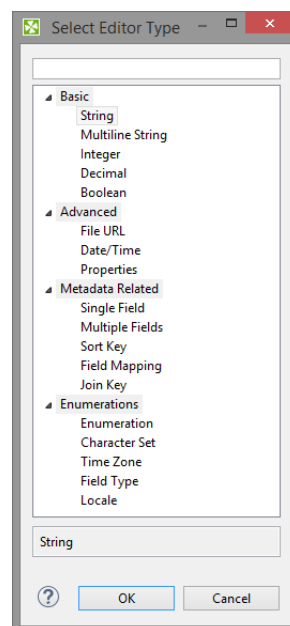 Select Editor Type
Basic
String
Multiline String
Integer
Decimal
Boolean
Advanced
File URL
Date/Time
Properties
Metadata Related
Single Field
Multiple Fields
Sort Key
Field Mapping
Join Key
Enumerations
Enumeration
Character Set
Time Zone
Field Type
Locale
String
? OK Cancel